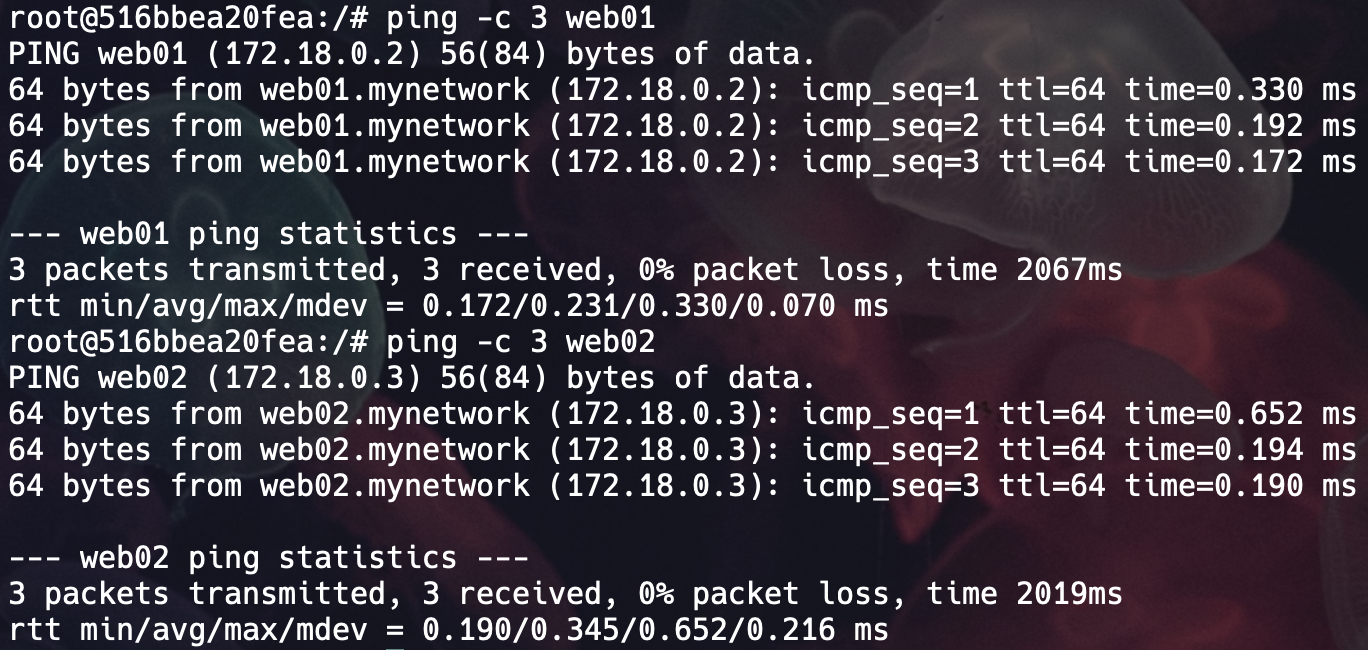 root@516bbea20fea:/# ping -c 3 web01
PING web01 (172.18.0.2) 56(84) bytes of data.
64 bytes from web01.mynetwork (172.18.0.2): icmp_seq=1 ttl=64 time=0.330 ms
64 bytes from web01.mynetwork (172.18.0.2): icmp_seq=2 ttl=64 time=0.192 ms
64 bytes from web01.mynetwork (172.18.0.2): icmp_seq=3 ttl=64 time=0.172 ms

--- web01 ping statistics ---
3 packets transmitted, 3 received, 0% packet loss, time 2067ms
rtt min/avg/max/mdev = 0.172/0.231/0.330/0.070 ms
root@516bbea20fea:/# ping -c 3 web02
PING web02 (172.18.0.3) 56(84) bytes of data.
64 bytes from web02.mynetwork (172.18.0.3): icmp_seq=1 ttl=64 time=0.652 ms
64 bytes from web02.mynetwork (172.18.0.3): icmp_seq=2 ttl=64 time=0.194 ms
64 bytes from web02.mynetwork (172.18.0.3): icmp_seq=3 ttl=64 time=0.190 ms

--- web02 ping statistics ---
3 packets transmitted, 3 received, 0% packet loss, time 2019ms
rtt min/avg/max/mdev = 0.190/0.345/0.652/0.216 ms